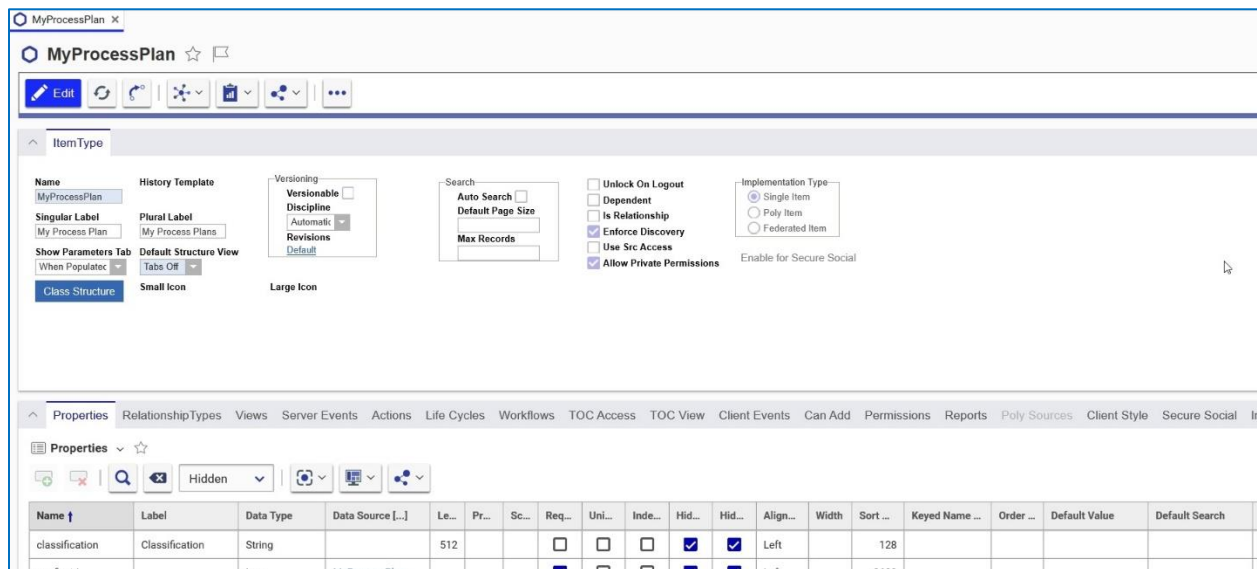 MyProcessPlan
MyProcessPlan
Edit
ItemType
Name History Template Versioning Search Unlock On Logout Implementation Type
MyProcessPlan Versionable Auto Search Dependent Single Item
Singular Label Plural Label Discipline Default Page Size Is Relationship Poly Item
My Process Plan My Process Plans Automatic Enforce Discovery Federated Item
Show Parameters Tab Default Structure View Revisions Max Records Use Src Access
When Populated Tabs Off Default Allow Private Permissions Enable for Secure Social
Class Structure Small Icon Large Icon
Properties RelationshipTypes Views Server Events Actions Life Cycles Workflows TOC Access TOC View Client Events Can Add Permissions Reports Poly Sources Client Style Secure Social
Properties
Hidden
Name Label Data Type Data Source [...] Le... Pr... Sc... Req... Uni... Inde... Hid... Hid... Align... Width Sort ... Keyed Name ... Order ... Default Value Default Search
classification Classification String 512 Left 128